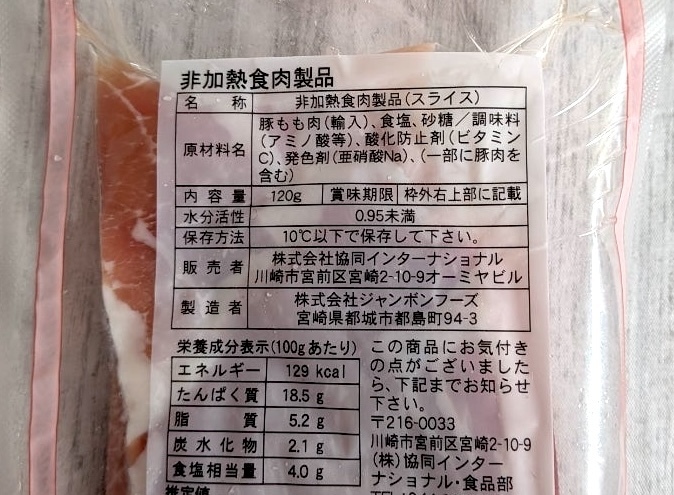 非加熱食肉製品
名称 非加熱食肉製品(スライス)
原材料名 豚もも肉(輸入)、食塩、砂糖／調味料
(アミノ酸等)、酸化防止剤(ビタミン
C)、発色剤(亜硝酸Na)、(一部に豚肉を
含む)
内容量 120g 賞味期限 枠外右上部に記載
水分活性 0.95未満
保存方法 10℃以下で保存して下さい。
販売者 株式会社協同インターナショナル
川崎市宮前区宮崎2-10-9オーミヤビル
製造者 株式会社ジャンボンフーズ
宮崎県都城市都島町94-3
栄養成分表示(100gあたり)
エネルギー 129 kcal
たんぱく質 18.5 g
脂質 5.2 g
炭水化物 2.1 g
食塩相当量 4.0 g
推定値
この商品にお気付き
の点がございました
ら、下記までお知らせ
下さい。
〒216-0033
川崎市宮前区宮崎2-10-9
(株)協同インター
ナショナル・食品部